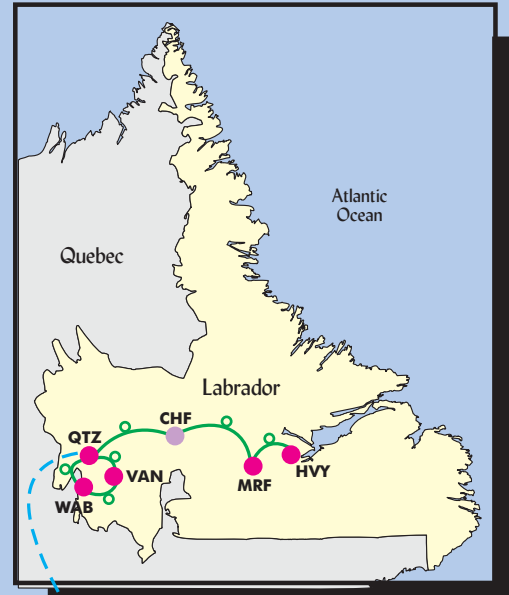 Atlantic
Ocean
Quebec
Labrador
CHF
QTZ
VAN
HVY
MRF
WAB